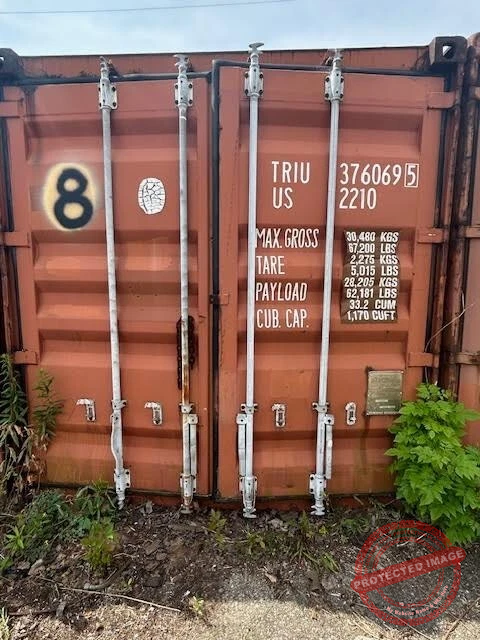 8
TRIU 376069 5
US 2210
MAX. GROSS 30,480 KGS
67,200 LBS
TARE 2,275 KGS
5,015 LBS
PAYLOAD 28,205 KGS
62,181 LBS
CUB. CAP. 33.2 CUM
1,170 CUFT
PROTECTED IMAGE